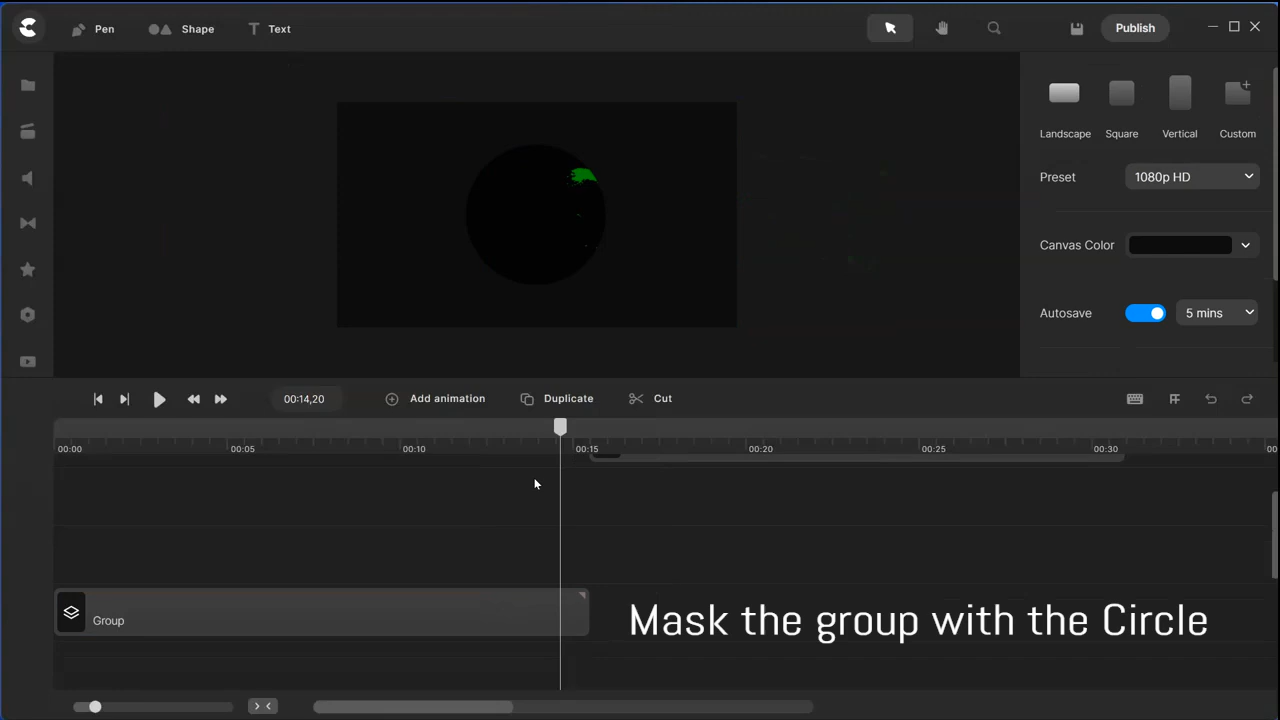 Pen
Shape
Text
Publish
Landscape
Square
Vertical
Custom
Preset
1080p HD
Canvas Color
Autosave
5 mins
00:14,20
Add animation
Duplicate
Cut
00:00
00:05
00:10
00:15
00:20
00:25
00:30
00
Group
Mask the group with the Circle